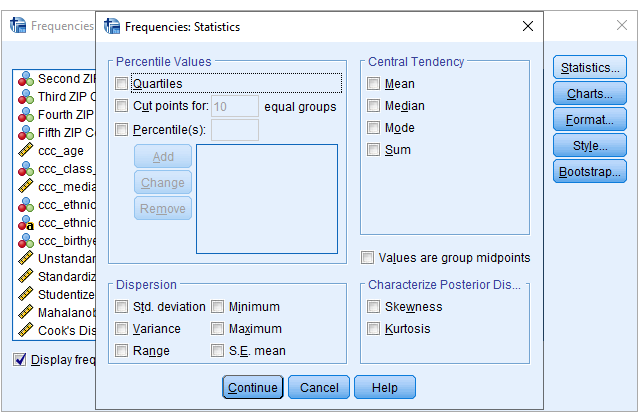 Frequencies
Frequencies: Statistics
Second ZIP
Third ZIP C
Fourth ZIP
Fifth ZIP Co
ccc_age
ccc_class_
ccc_media
ccc_ethnic
ccc_ethnic
ccc_birthye
Unstandar
Standardiz
Studentize
Mahalanob
Cook's Dis
Display freq
Percentile Values
Quartiles
Cut points for: 10 equal groups
Percentile(s):
Add
Change
Remove
Central Tendency
Mean
Median
Mode
Sum
Values are group midpoints
Dispersion
Std. deviation Minimum
Variance Maximum
Range S.E. mean
Characterize Posterior Dis...
Skewness
Kurtosis
Continue Cancel Help
Statistics...
Charts...
Format...
Style...
Bootstrap...